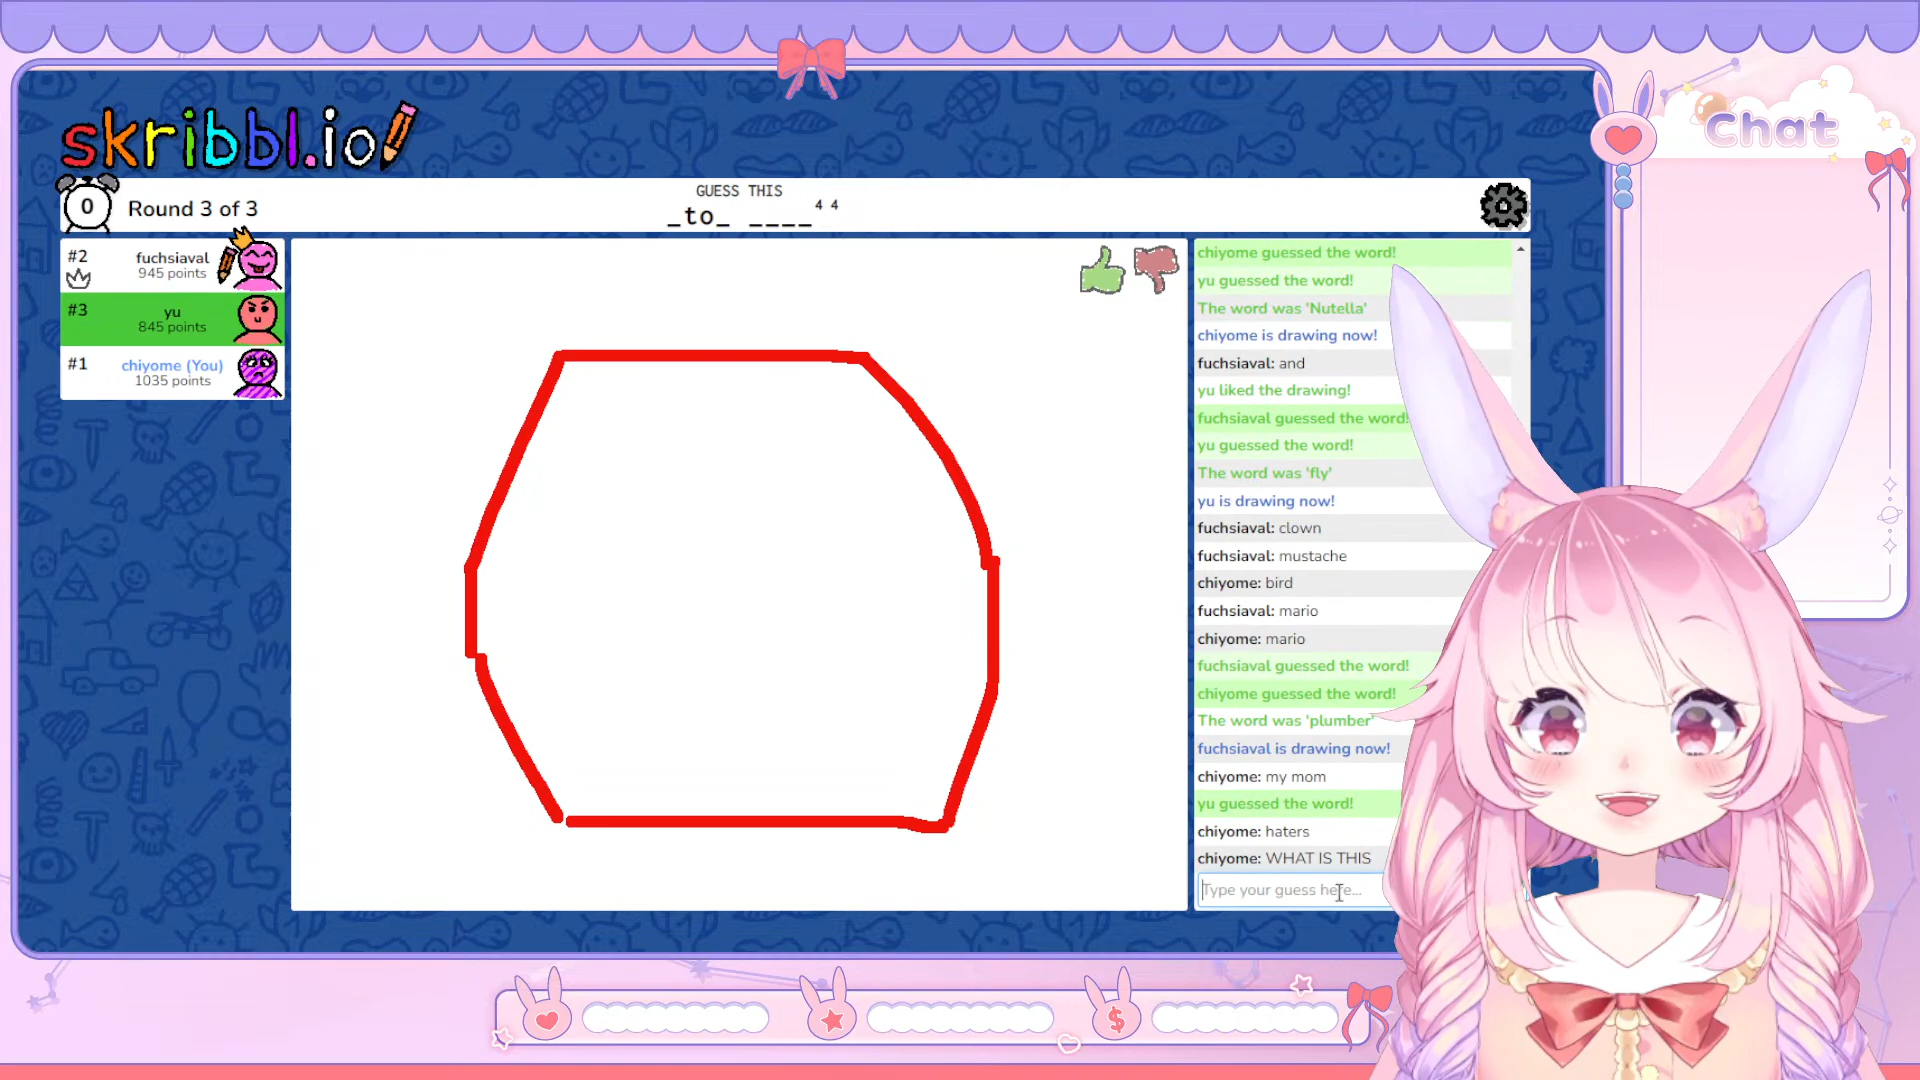 skribbl.io
Chat
0
Round 3 of 3
GUESS THIS
_to_ ____ 4 4
#2
fuchsiaval
945 points
#3
yu
845 points
#1
chiyome (You)
1035 points
chiyome guessed the word!
yu guessed the word!
The word was 'Nutella'
chiyome is drawing now!
fuchsiaval: and
yu liked the drawing!
fuchsiaval guessed the word!
yu guessed the word!
The word was 'fly'
yu is drawing now!
fuchsiaval: clown
fuchsiaval: mustache
chiyome: bird
fuchsiaval: mario
chiyome: mario
fuchsiaval guessed the word!
chiyome guessed the word!
The word was 'plumber'
fuchsiaval is drawing now!
chiyome: my mom
yu guessed the word!
chiyome: haters
chiyome: WHAT IS THIS
Type your guess here...
$